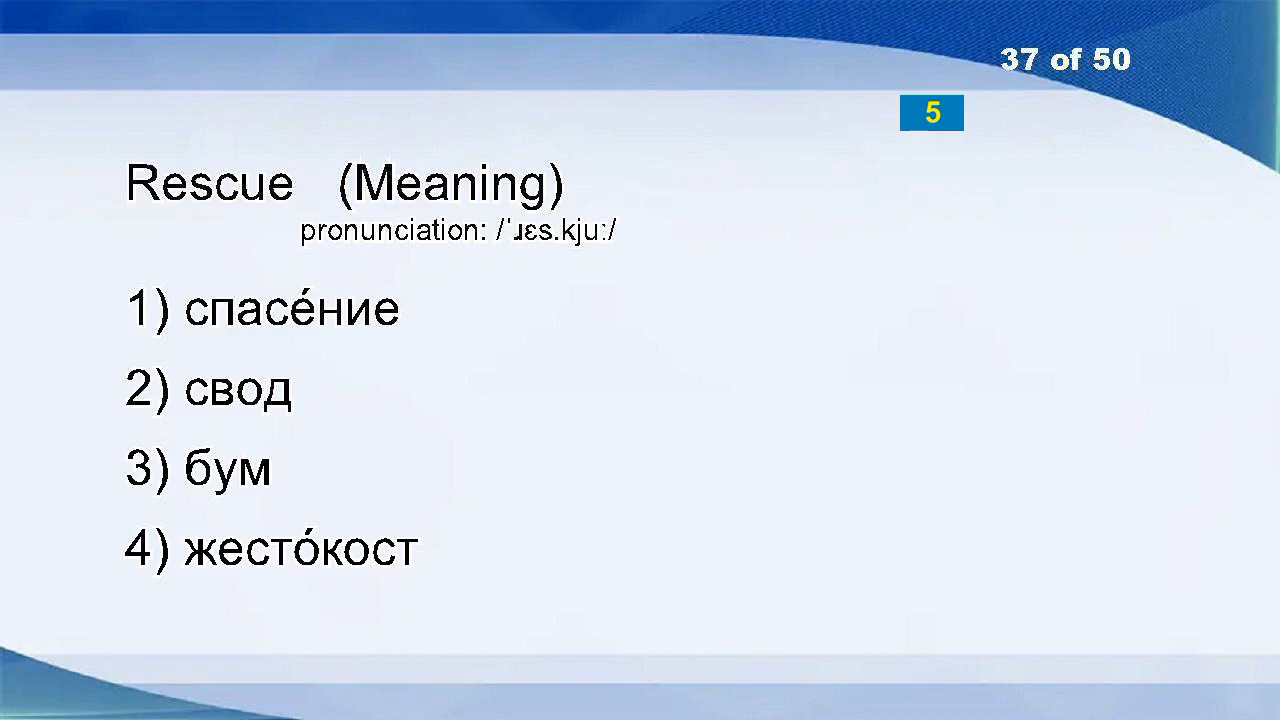 37 of 50
5
Rescue (Meaning)
pronunciation: /ˈɹɛs.kjuː/
1) спасе́ние
2) свод
3) бум
4) жесто́кост